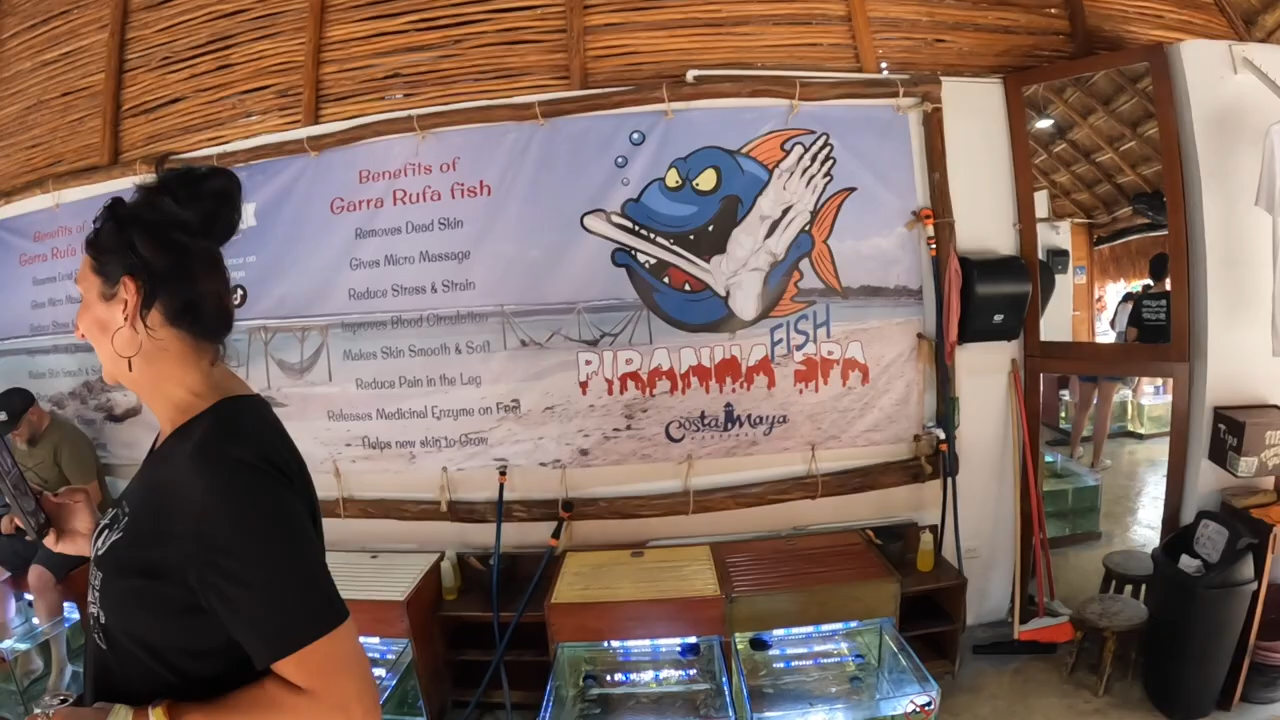 Benefits of
Garra Rufa
Benefits of
Garra Rufa fish
Removes Dead Skin
Gives Micro Massage
Reduce Stress & Strain
Improves Blood Circulation
Makes Skin Smooth & Soft
Reduce Pain in the Leg
Releases Medicinal Enzyme on Feet
Helps new skin to Grow
PIRANHA FISH SPA
Costa Maya
Tips